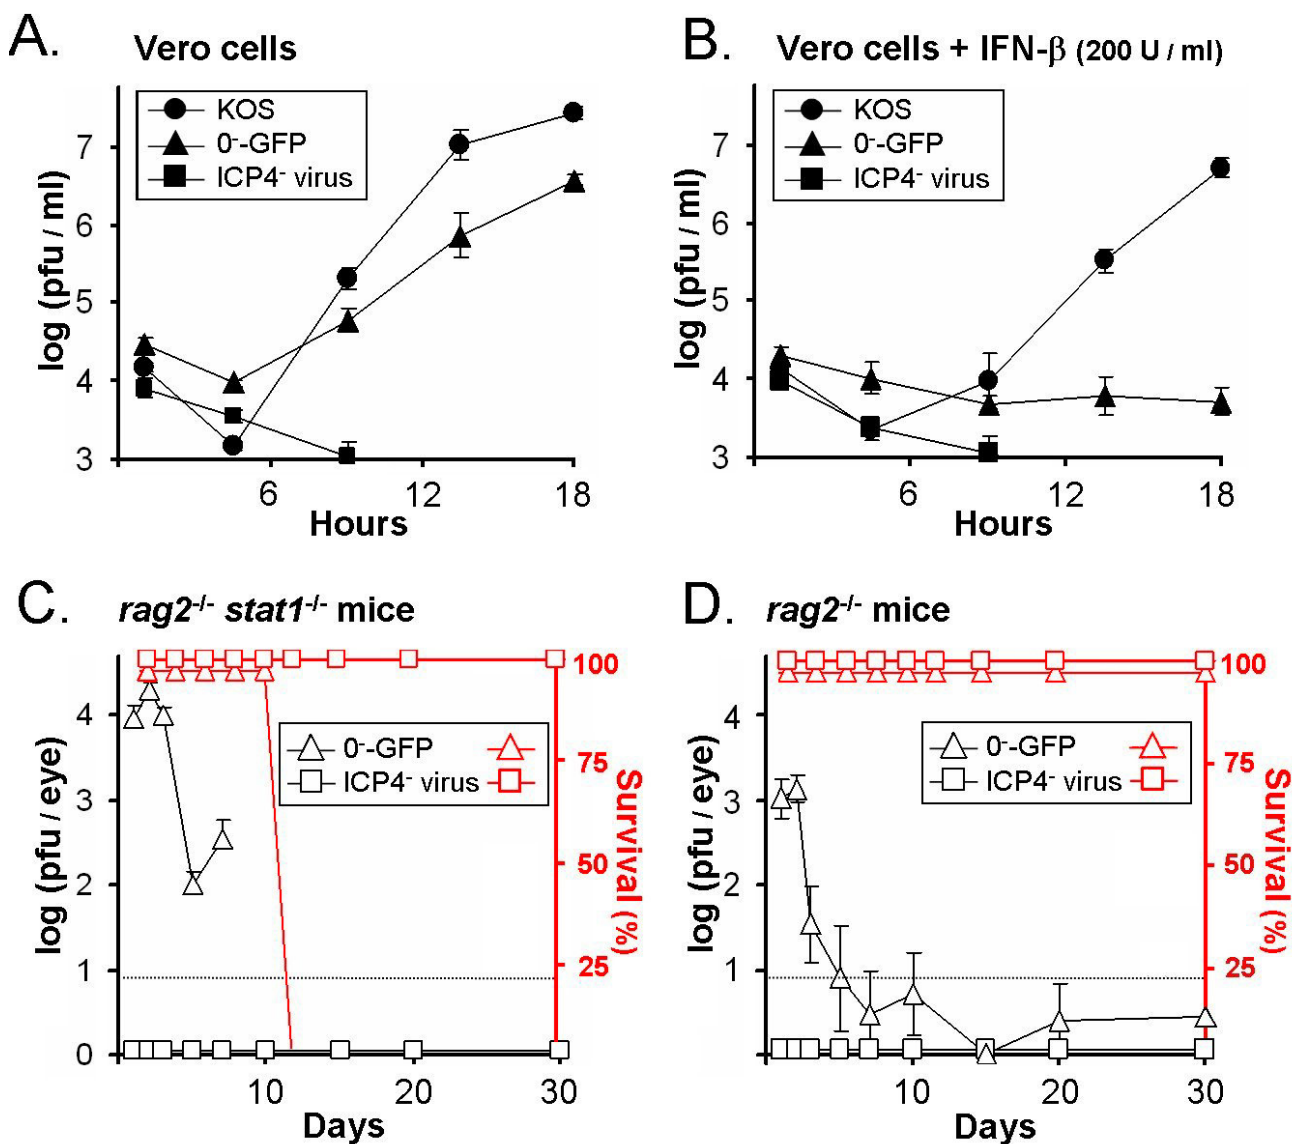 A. Vero cells
KOS
0⁻-GFP
ICP4⁻ virus
log (pfu / ml)
7
6
5
4
3
6 12 18
Hours
B. Vero cells + IFN-β (200 U / ml)
KOS
0⁻-GFP
ICP4⁻ virus
log (pfu / ml)
7
6
5
4
3
6 12 18
Hours
C. rag2⁻/⁻ stat1⁻/⁻ mice
0⁻-GFP
ICP4⁻ virus
log (pfu / eye)
4
3
2
1
0
100
75
50
25
Survival (%)
10 20 30
Days
D. rag2⁻/⁻ mice
0⁻-GFP
ICP4⁻ virus
log (pfu / eye)
4
3
2
1
100
75
50
25
Survival (%)
10 20 30
Days